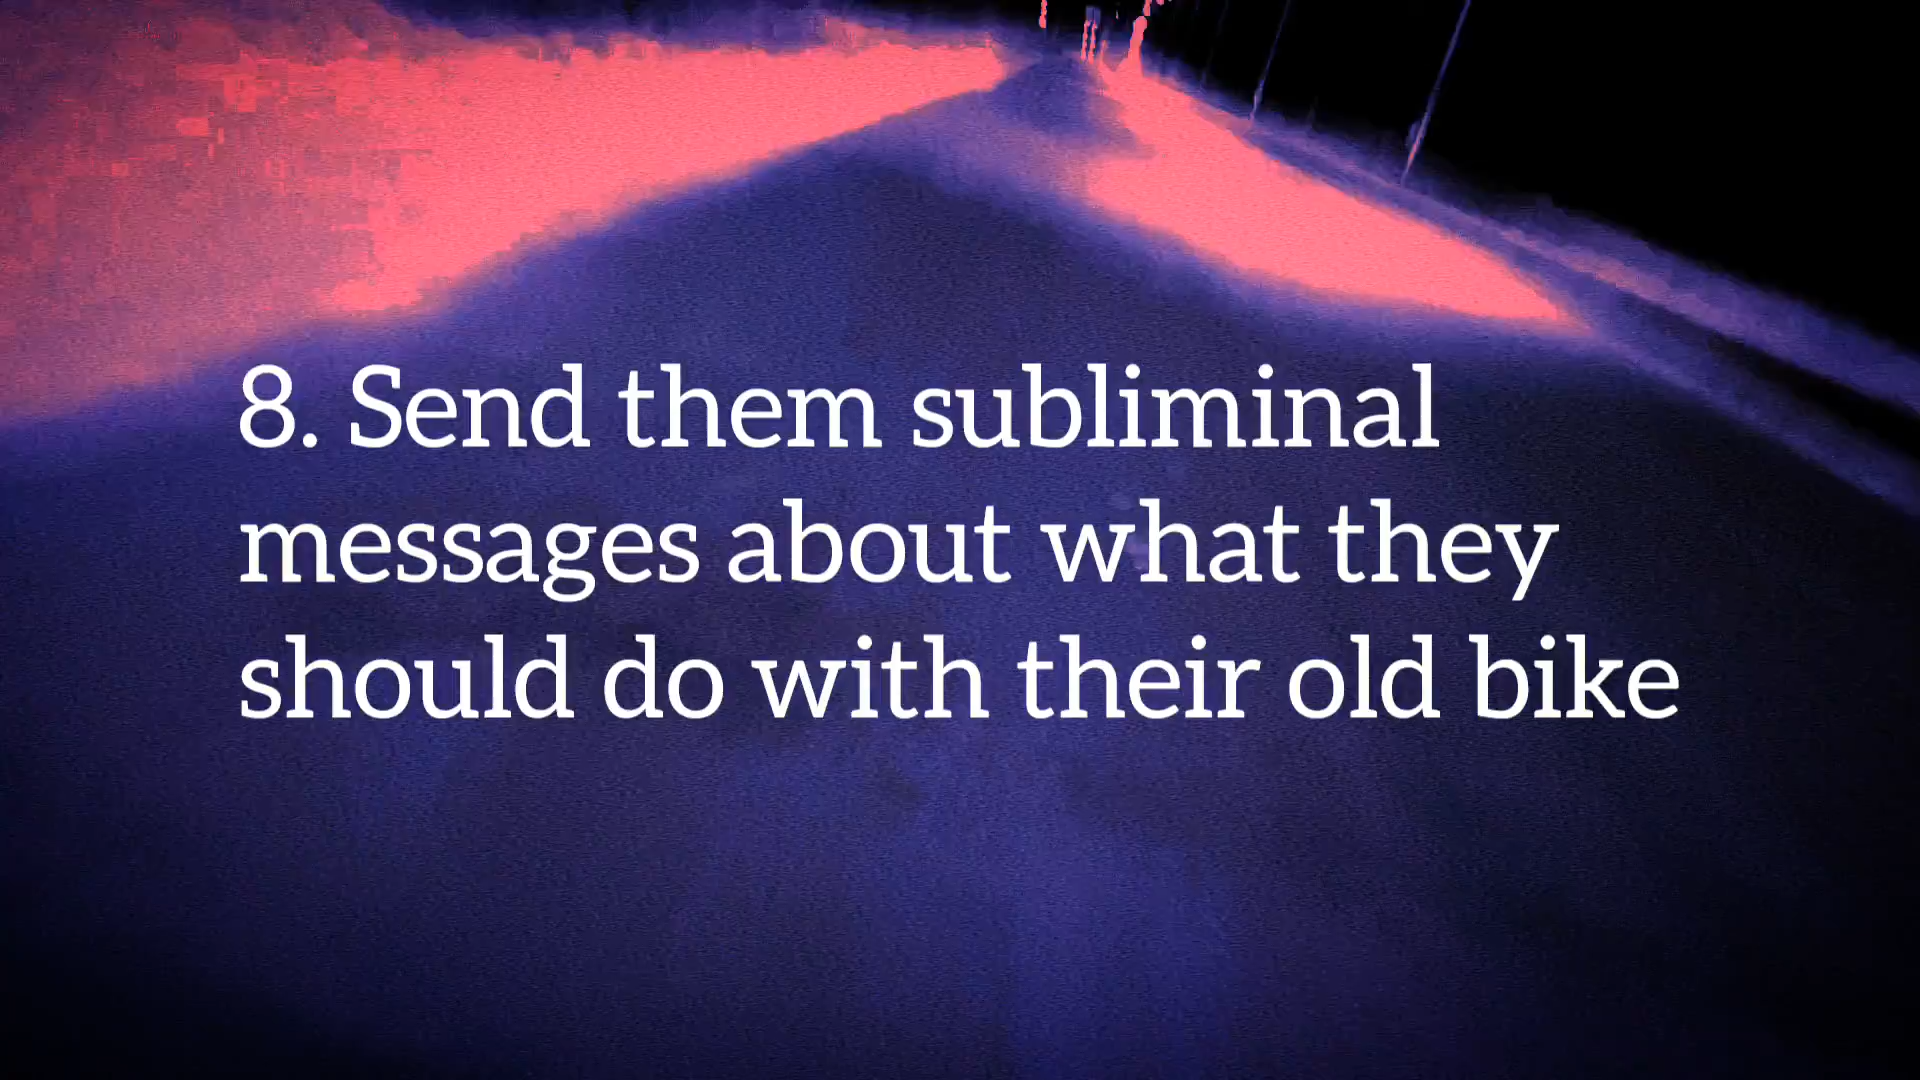 8. Send them subliminal
messages about what they
should do with their old bike